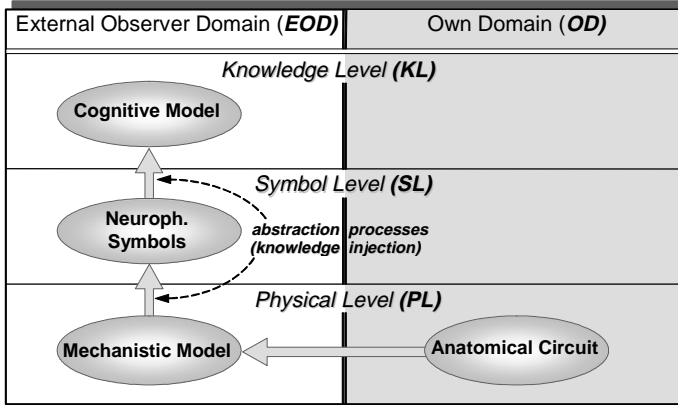 External Observer Domain (EOD)
Own Domain (OD)
Knowledge Level (KL)
Cognitive Model
Symbol Level (SL)
Neuroph.
Symbols
abstraction processes
(knowledge injection)
Physical Level (PL)
Mechanistic Model
Anatomical Circuit